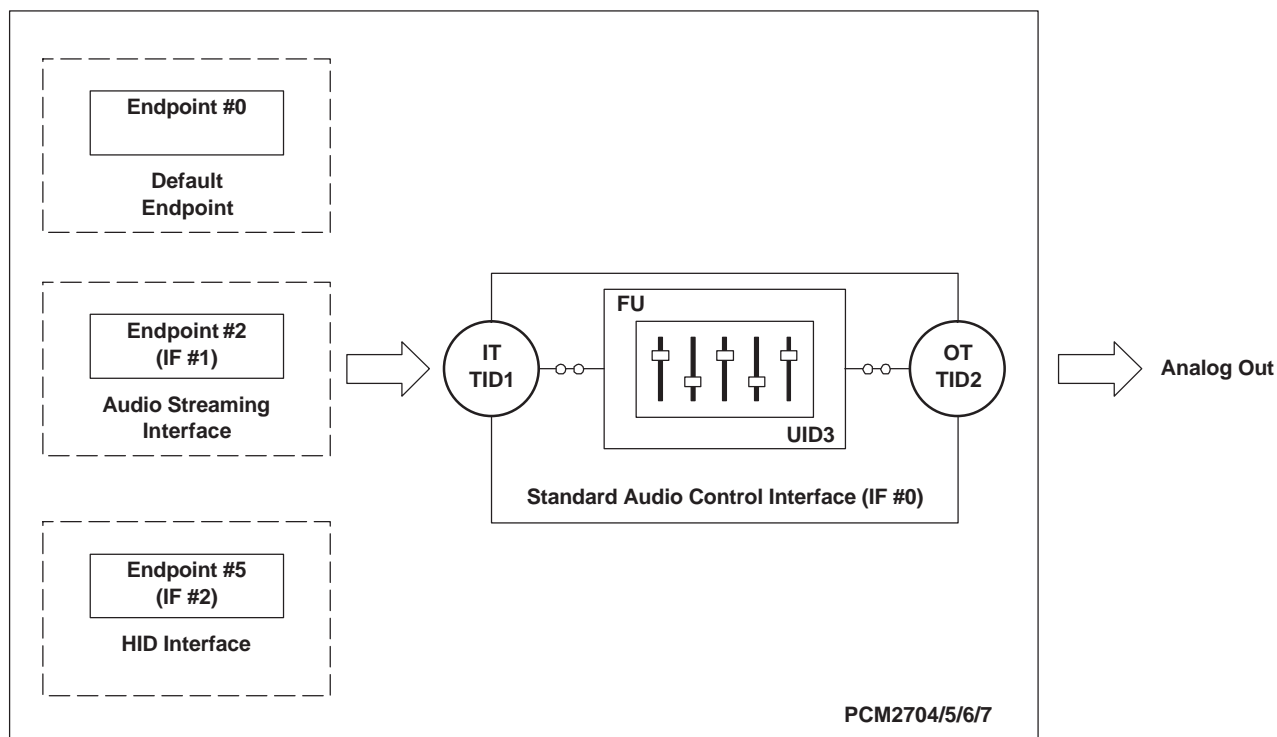 Endpoint #0
Default
Endpoint
Endpoint #2
(IF #1)
Audio Streaming
Interface
Endpoint #5
(IF #2)
HID Interface
IT
TID1
FU
UID3
OT
TID2
Standard Audio Control Interface (IF #0)
Analog Out
PCM2704/5/6/7